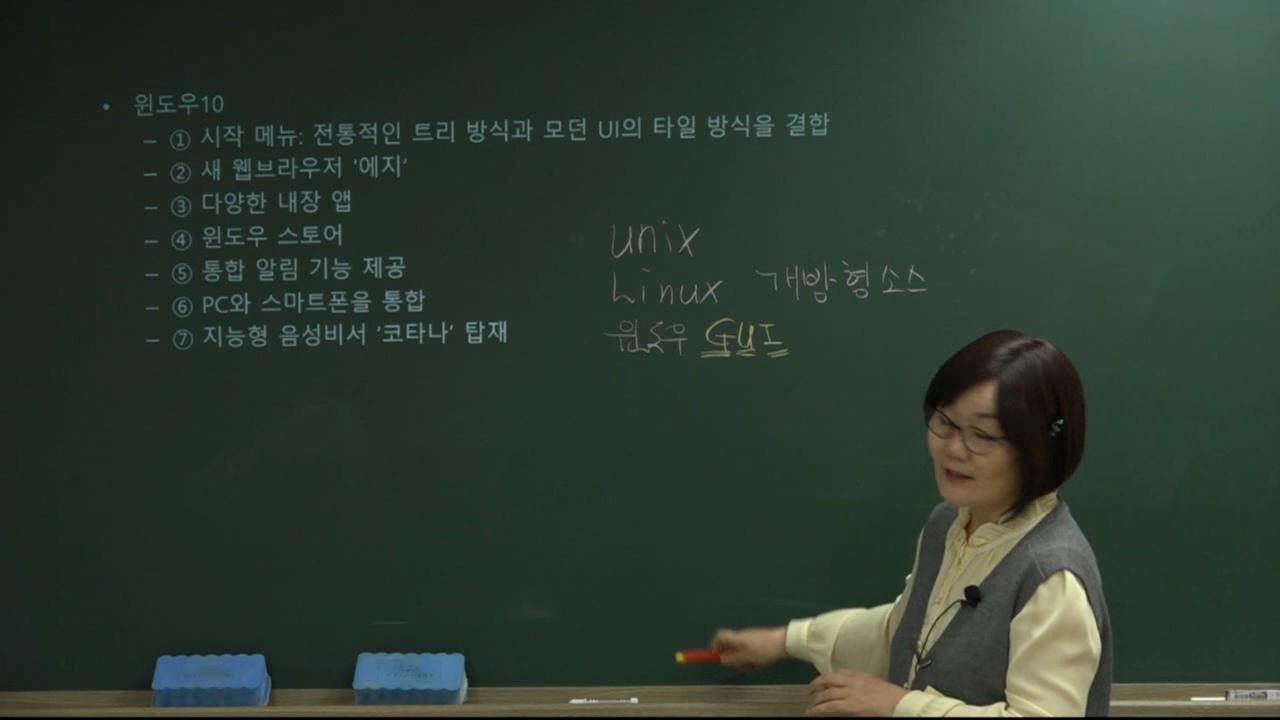 • 윈도우10
– ① 시작 메뉴: 전통적인 트리 방식과 모던 UI의 타일 방식을 결합
– ② 새 웹브라우저 '에지'
– ③ 다양한 내장 앱
– ④ 윈도우 스토어
– ⑤ 통합 알림 기능 제공
– ⑥ PC와 스마트폰을 통합
– ⑦ 지능형 음성비서 '코타나' 탑재
unix
Linux 개방형소스
윈도우 GUI